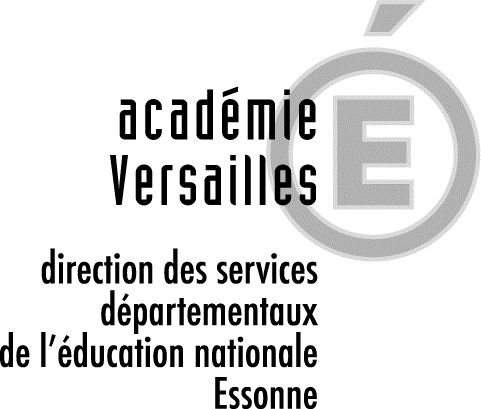 académie
Versailles
É
direction des services
départementaux
de l'éducation nationale
Essonne